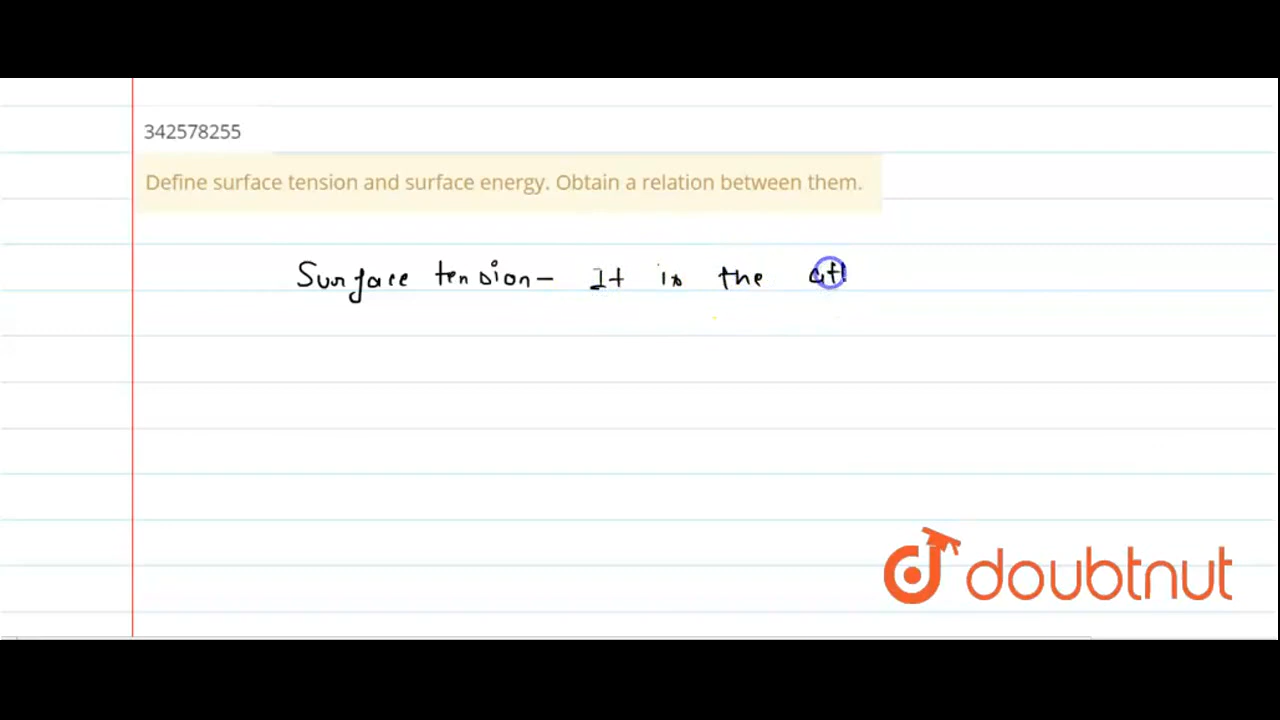 342578255
Define surface tension and surface energy. Obtain a relation between them.
Surface tension - It is the
doubtnut